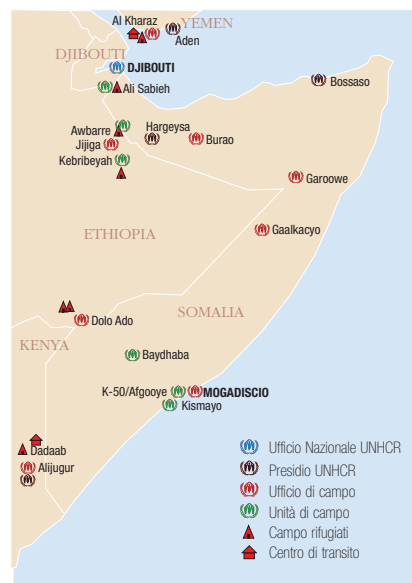 Al Kharaz
YEMEN
Aden
DJIBOUTI
DJIBOUTI
Bossaso
Ali Sabieh
Awbarre
Hargeysa
Burao
Jijiga
Kebribeyah
Garoowe
Gaalkacyo
ETHIOPIA
SOMALIA
Dolo Ado
KENYA
Baydhaba
K-50/Afgooye
MOGADISCIO
Kismayo
Dadaab
Alijugur
Ufficio Nazionale UNHCR
Presidio UNHCR
Ufficio di campo
Unità di campo
Campo rifugiati
Centro di transito